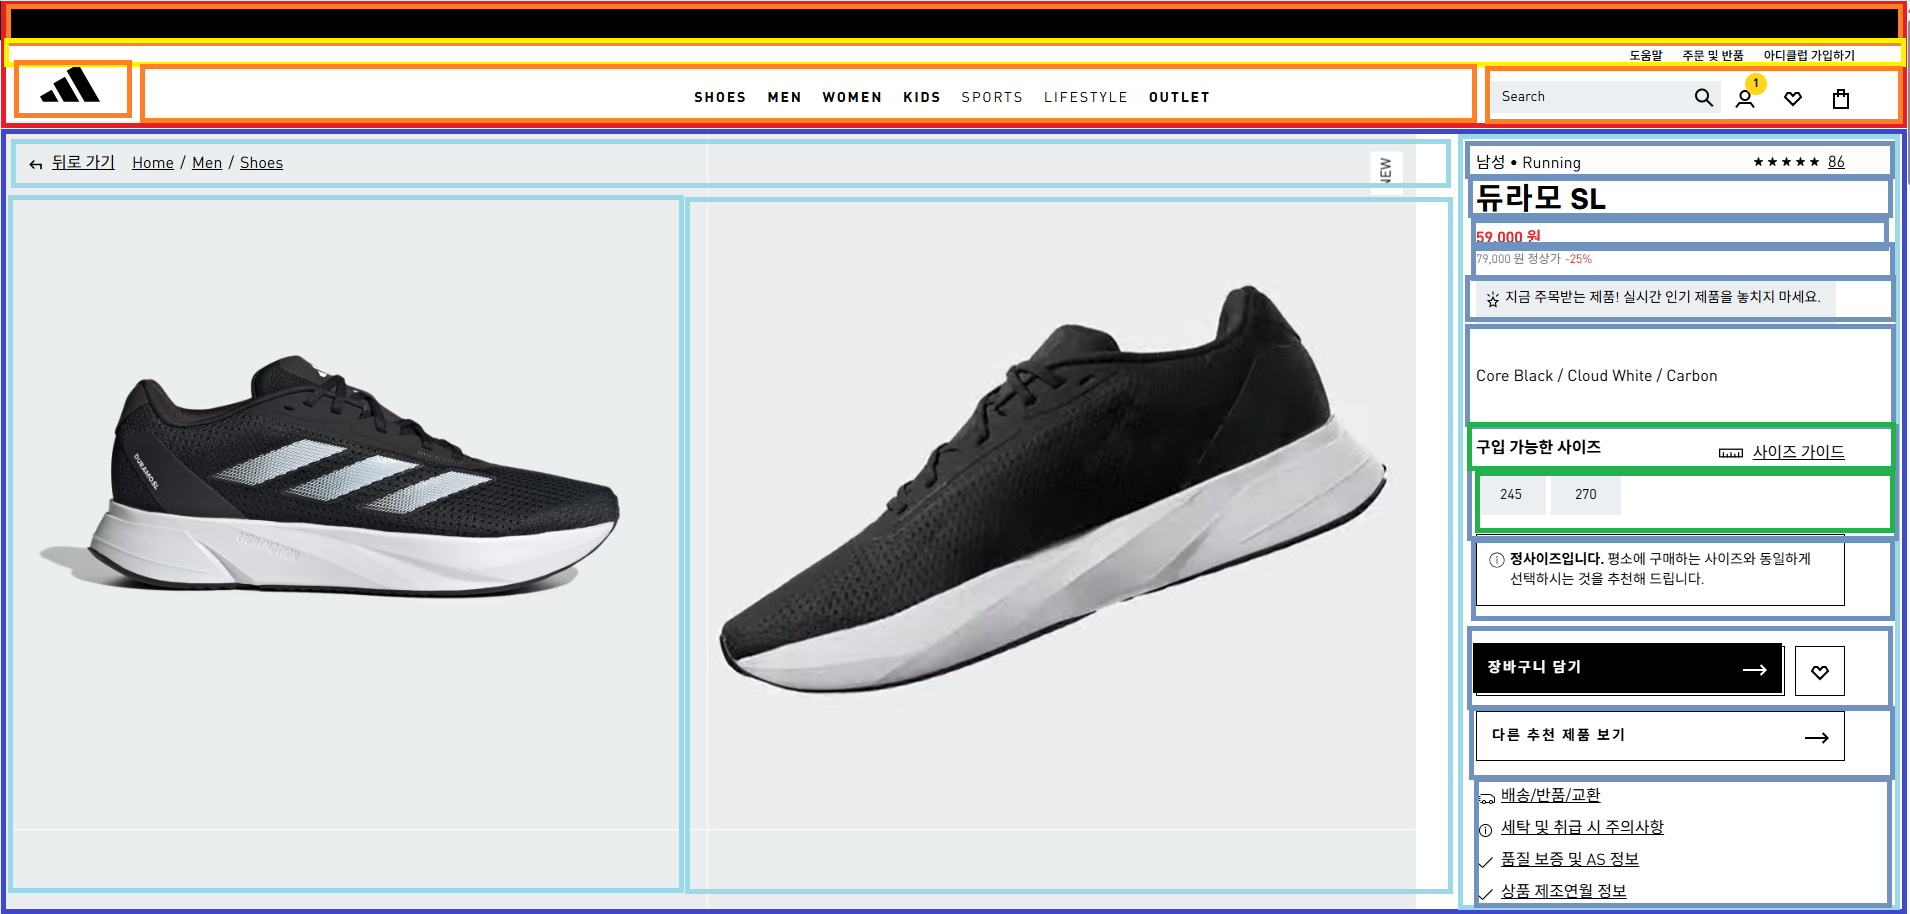 도움말 주문 및 반품 아디클럽 가입하기
SHOES MEN WOMEN KIDS SPORTS LIFESTYLE OUTLET
Search
1
뒤로 가기 Home / Men / Shoes
NEW
DURAMO SL
LIGHTMOTION
남성 • Running ★★★★★ 86
듀라모 SL
59,000 원
79,000 원 정상가 -25%
지금 주목받는 제품! 실시간 인기 제품을 놓치지 마세요.
Core Black / Cloud White / Carbon
구입 가능한 사이즈 사이즈 가이드
245 270
정사이즈입니다. 평소에 구매하는 사이즈와 동일하게
선택하시는 것을 추천해 드립니다.
장바구니 담기
다른 추천 제품 보기
배송/반품/교환
세탁 및 취급 시 주의사항
품질 보증 및 AS 정보
상품 제조연월 정보